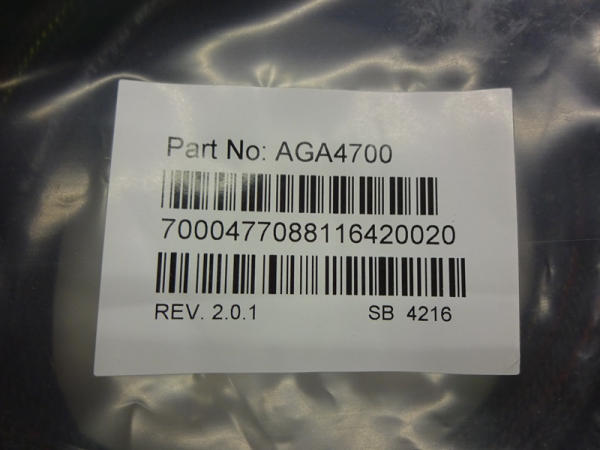 Part No: AGA4700
7000477088116420020
REV. 2.0.1 SB 4216